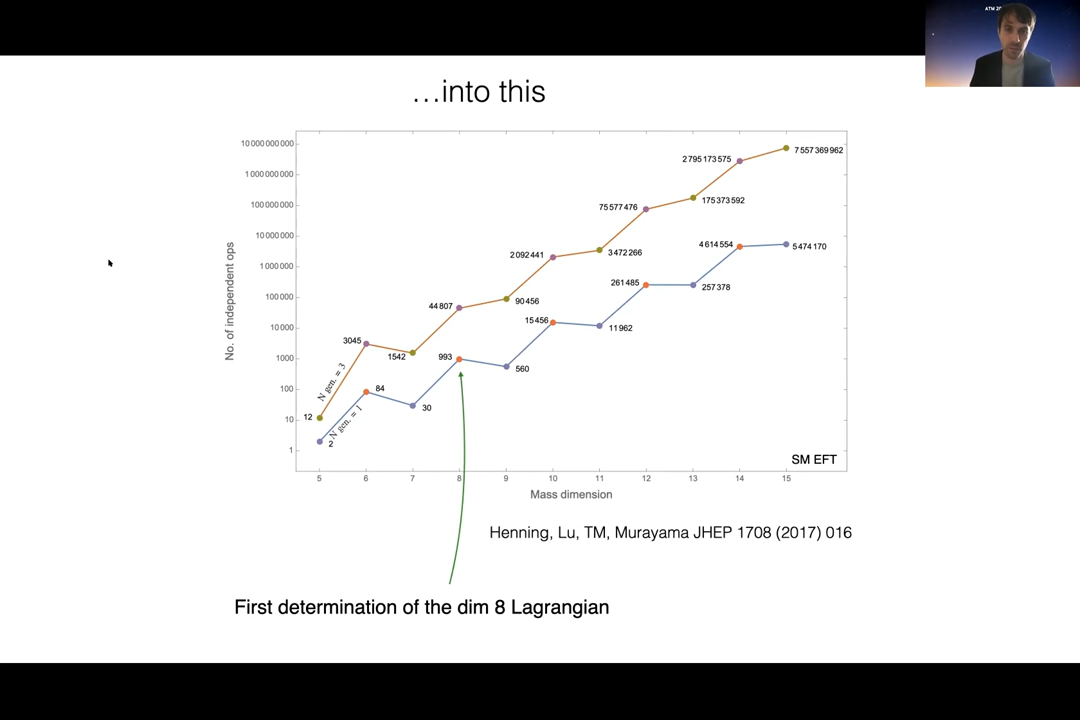 ATM 20
…into this
10 000 000 000
1 000 000 000
100 000 000
10 000 000
1 000 000
100 000
10 000
1000
100
10
1
No. of independent ops
12
3045
1542
44 807
90 456
2 092 441
3 472 266
75 577 476
175 373 592
2 795 173 575
7 557 369 962
2
84
30
993
560
15 456
11 962
261 485
257 378
4 614 554
5 474 170
N gen. = 3
N gen. = 1
SM EFT
5 6 7 8 9 10 11 12 13 14 15
Mass dimension
Henning, Lu, TM, Murayama JHEP 1708 (2017) 016
First determination of the dim 8 Lagrangian